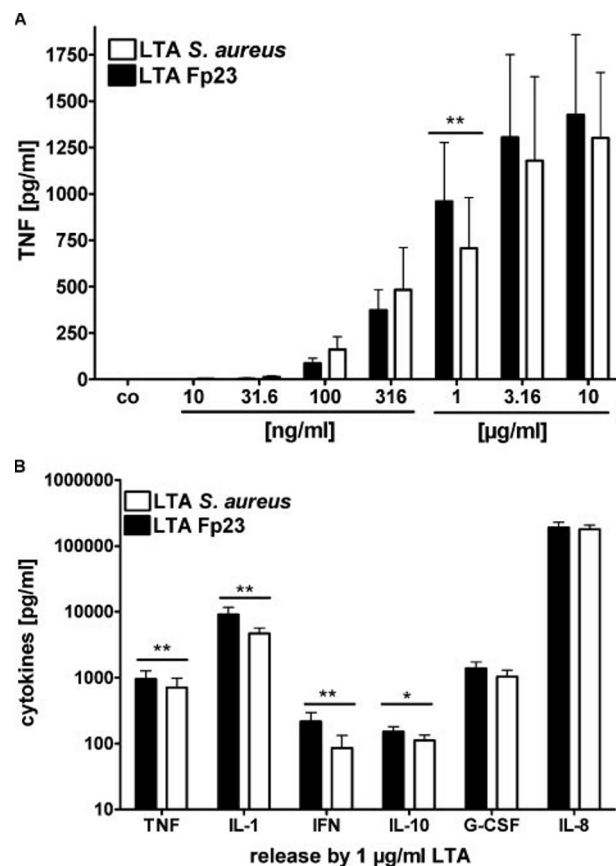 A
LTA S. aureus
LTA Fp23
**
TNF [pg/ml]
1750
1500
1250
1000
750
500
250
0
co 10 31.6 100 316 1 3.16 10
[ng/ml] [µg/ml]
B
LTA S. aureus
LTA Fp23
cytokines [pg/ml]
1000000
100000
10000
1000
100
10
** ** ** *
TNF IL-1 IFN IL-10 G-CSF IL-8
release by 1 µg/ml LTA